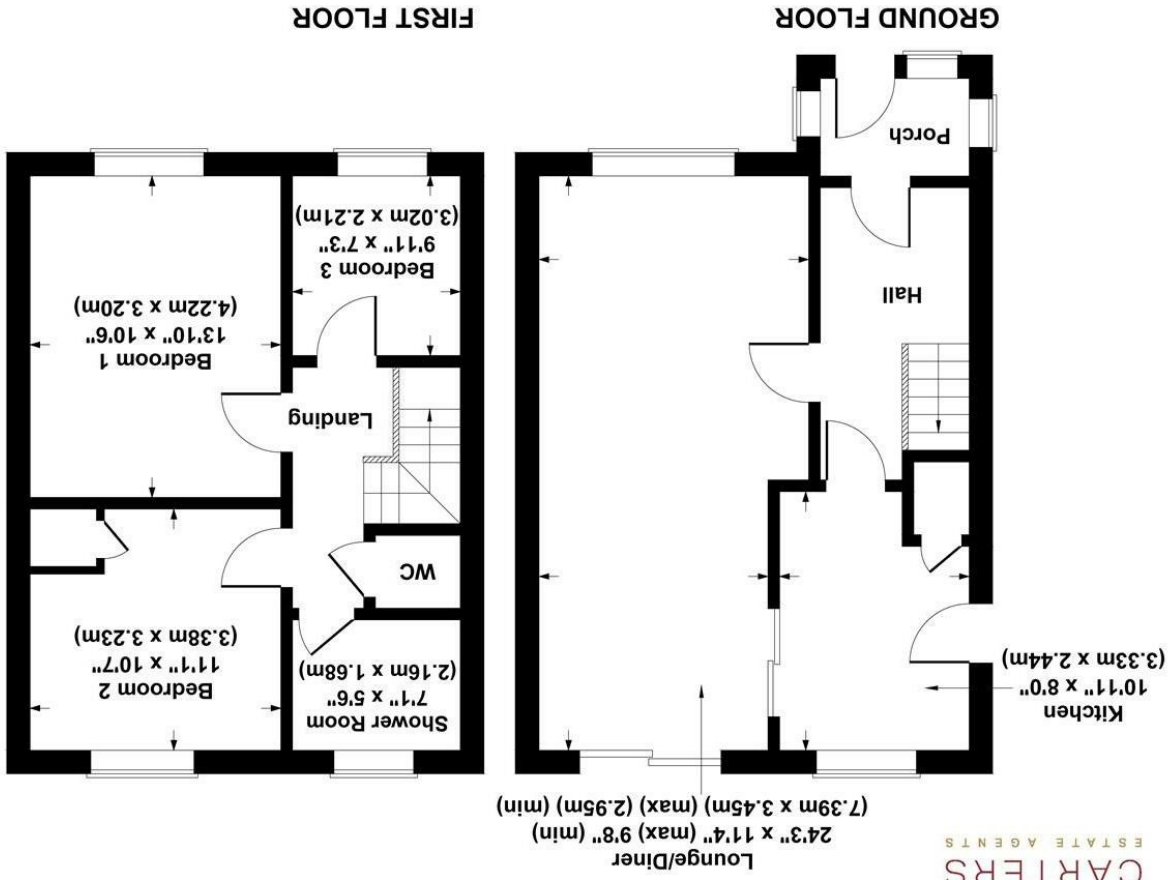 CARTERS
ESTATE AGENTS
Lounge/Diner
24'3" x 11'4" (max) 9'8" (min)
(7.39m x 3.45m) (max) (2.95m) (min)
Kitchen
10'11" x 8'0"
(3.33m x 2.44m)
Hall
Porch
GROUND FLOOR
Shower Room
7'1" x 5'6"
(2.16m x 1.68m)
Bedroom 2
11'1" x 10'7"
(3.38m x 3.23m)
WC
Landing
Bedroom 1
13'10" x 10'6"
(4.22m x 3.20m)
Bedroom 3
9'11" x 7'3"
(3.02m x 2.21m)
FIRST FLOOR